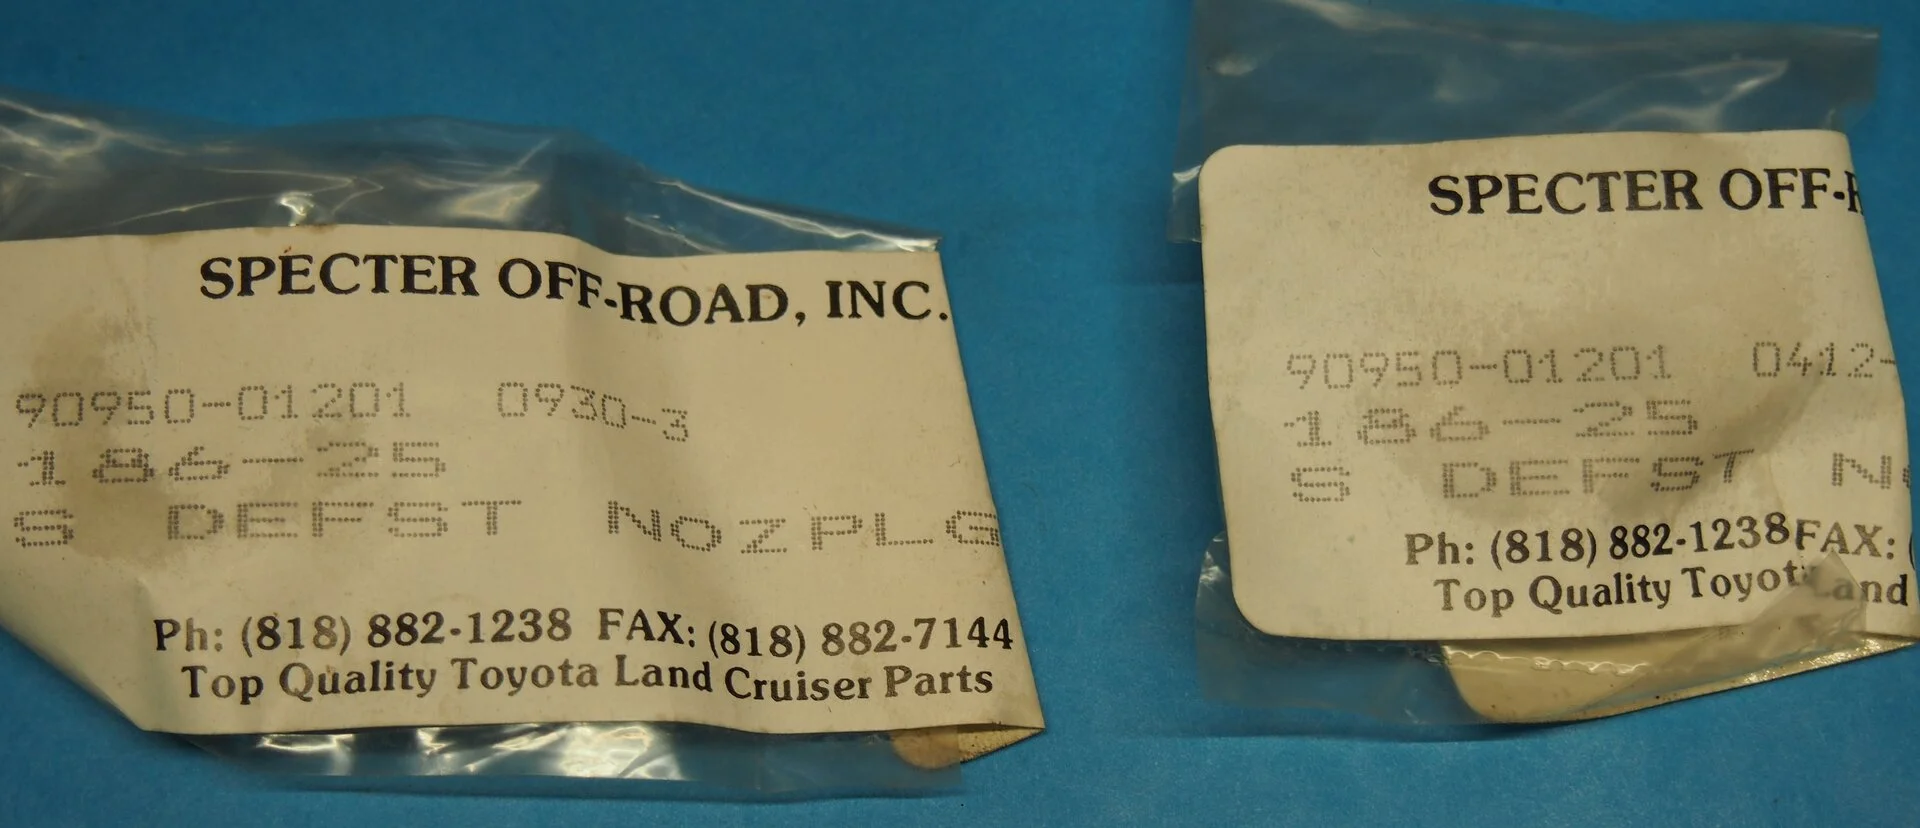 SPECTER OFF-ROAD, INC.
90950-01201 0930-3
186-25
S DEFST NOZPLG
Ph: (818) 882-1238 FAX: (818) 882-7144
Top Quality Toyota Land Cruiser Parts
SPECTER OFF-R
90950-01201 0412-
186-25
S DEFST N
Ph: (818) 882-1238 FAX: (
Top Quality Toyota Land